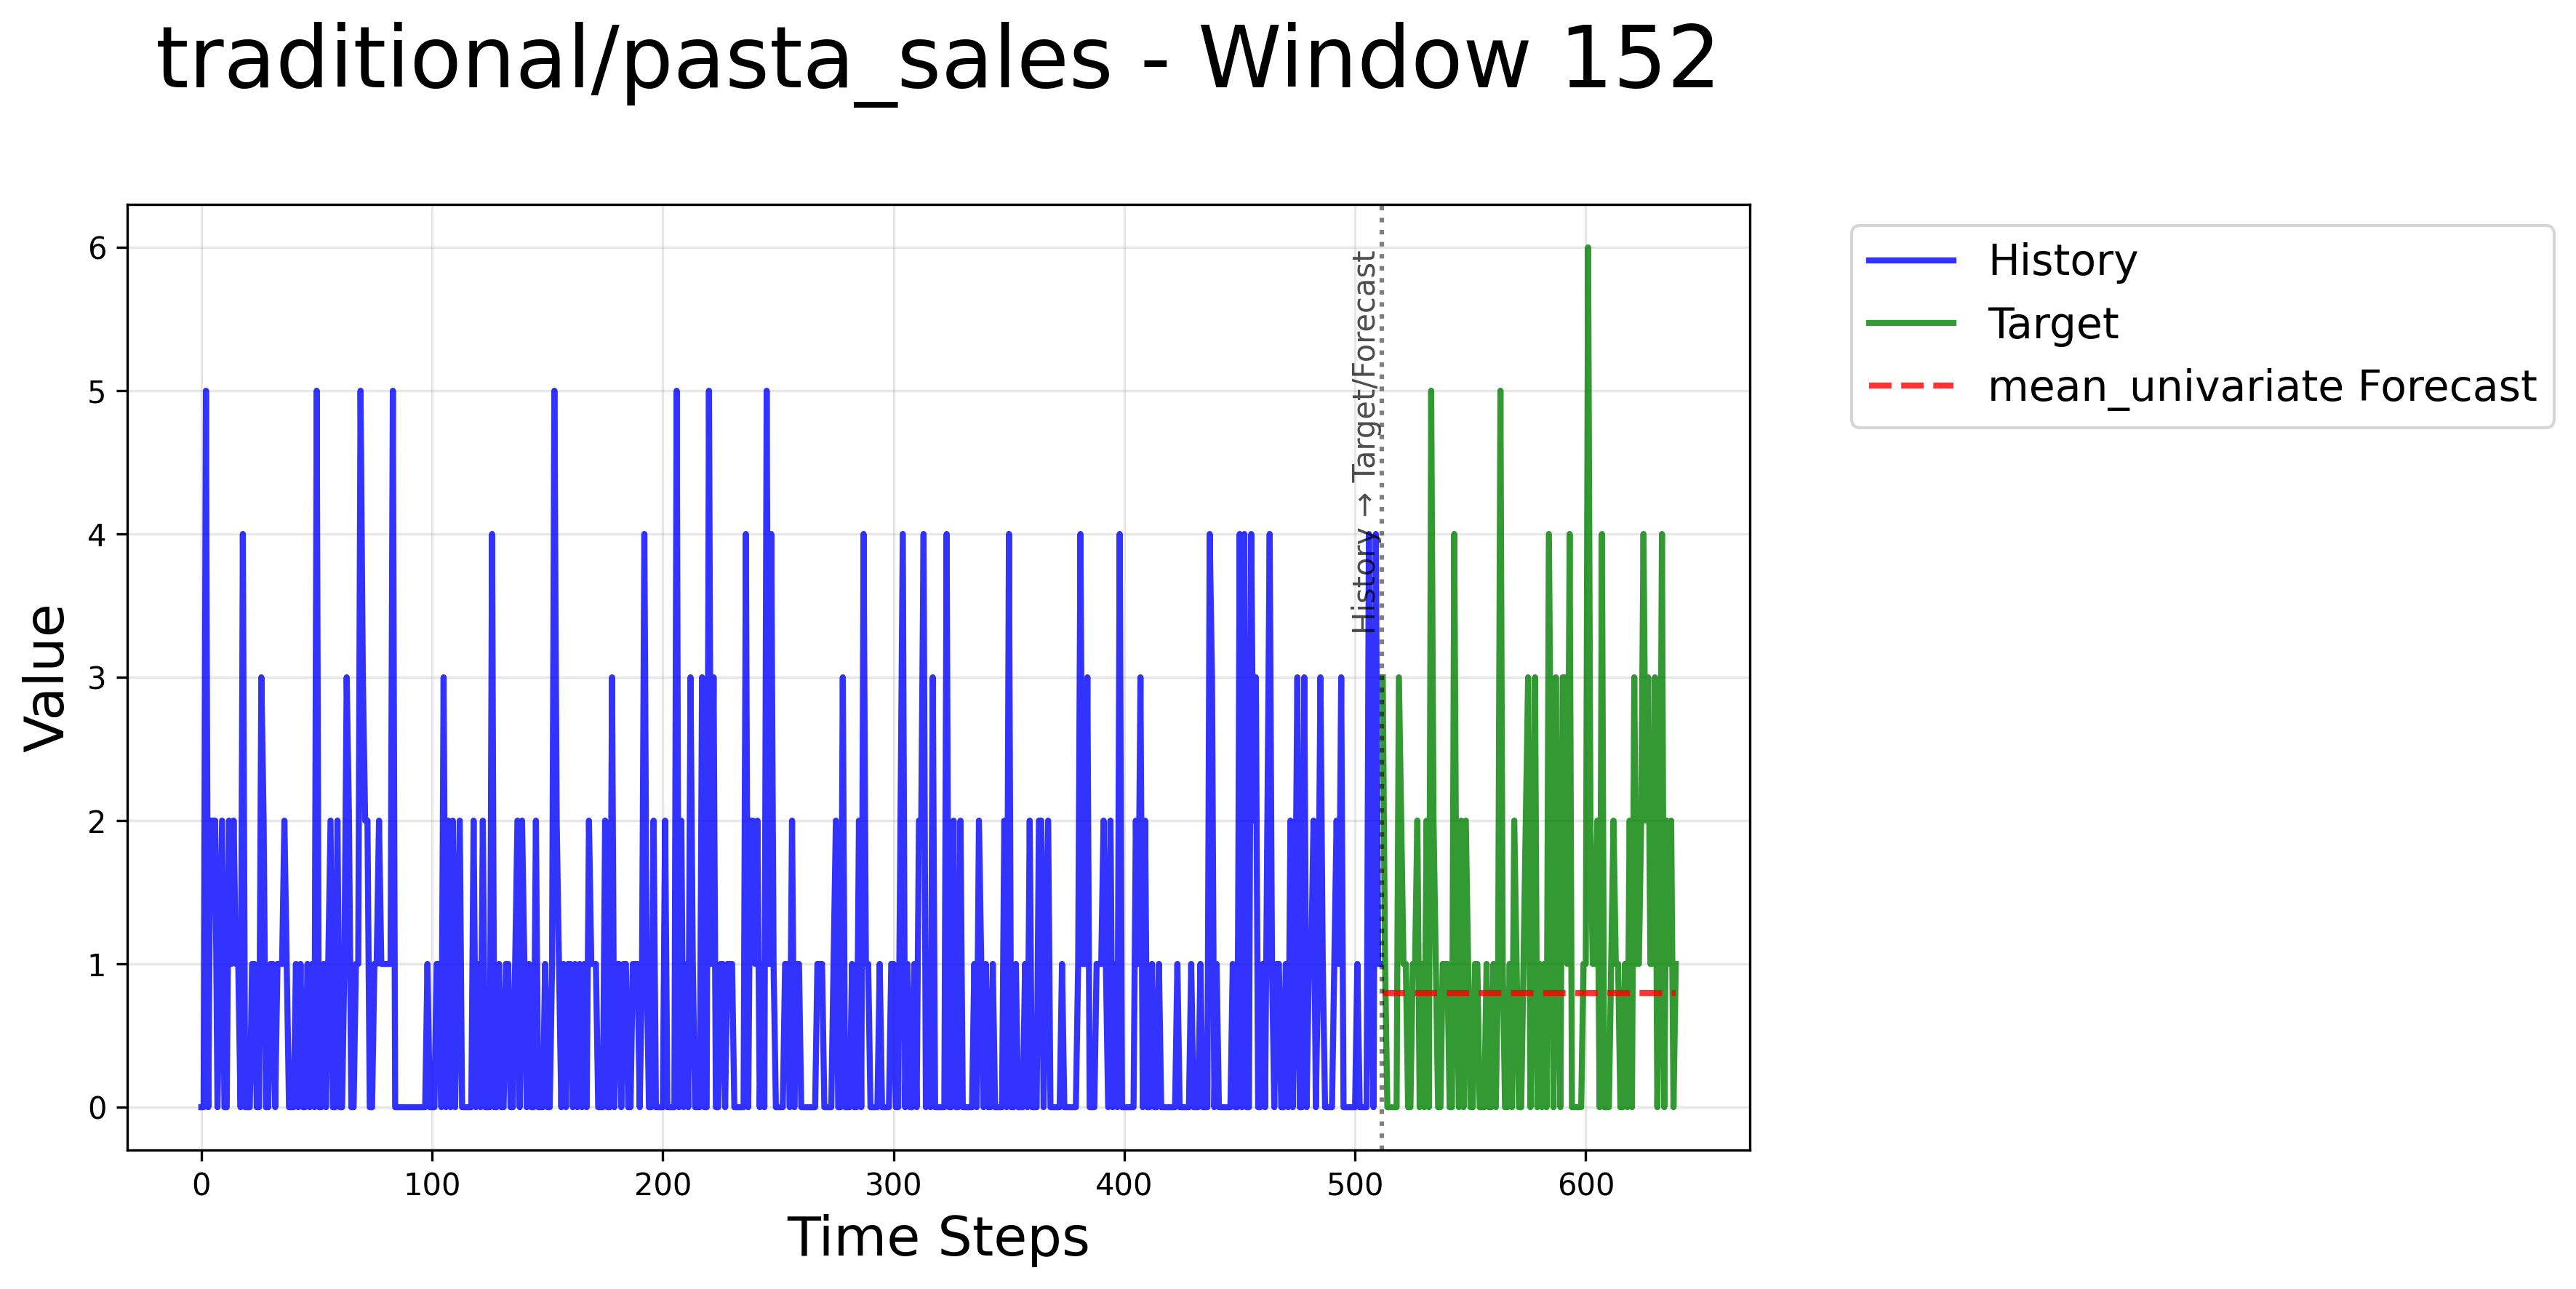 traditional/pasta_sales - Window 152
History
Target
mean_univariate Forecast
History → Target/Forecast
Value
6
5
4
3
2
1
0
0
100
200
300
400
500
600
Time Steps